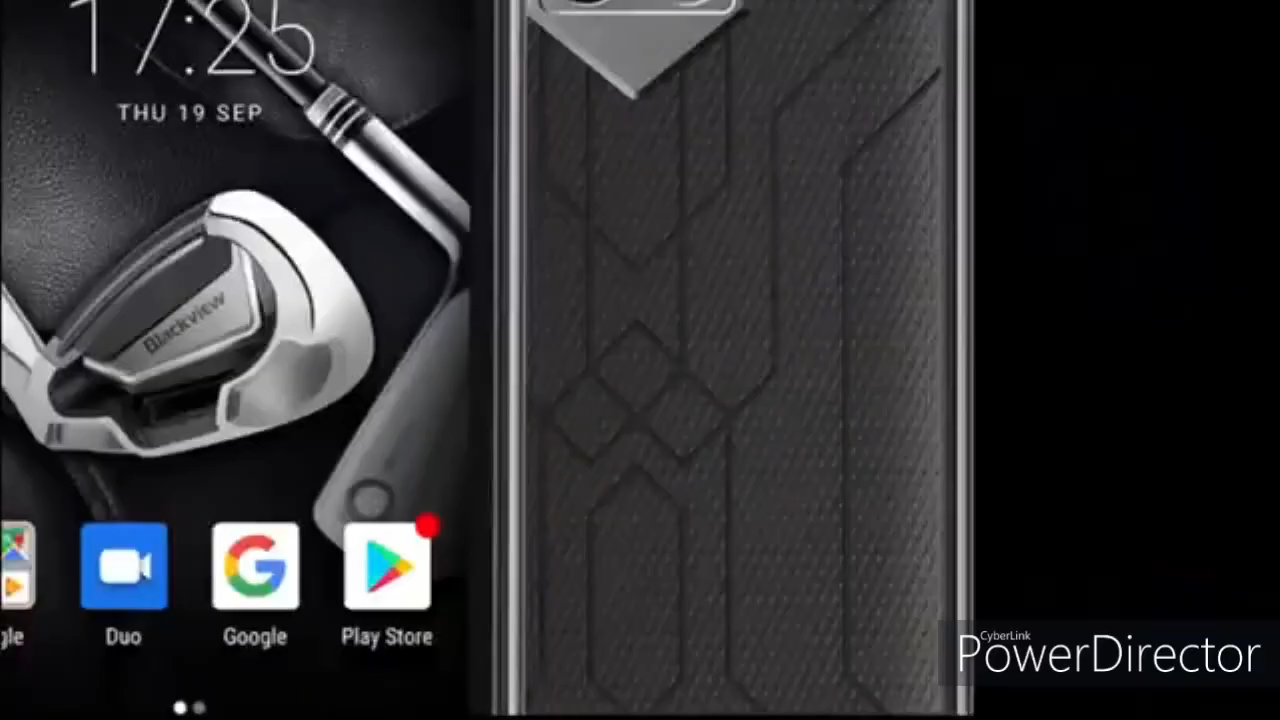 17:25
THU 19 SEP
Blackview
gle
Duo
Google
Play Store
CyberLink
PowerDirector